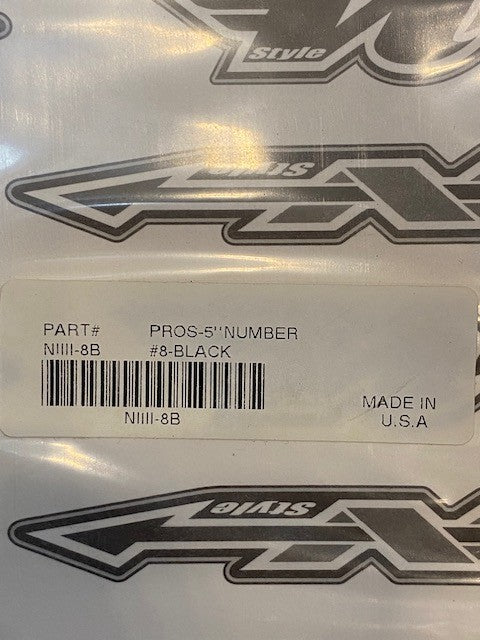 Style
Style
PART# PROS-5"NUMBER
NIIII-8B #8-BLACK
NIIII-8B
MADE IN
U.S.A
Style